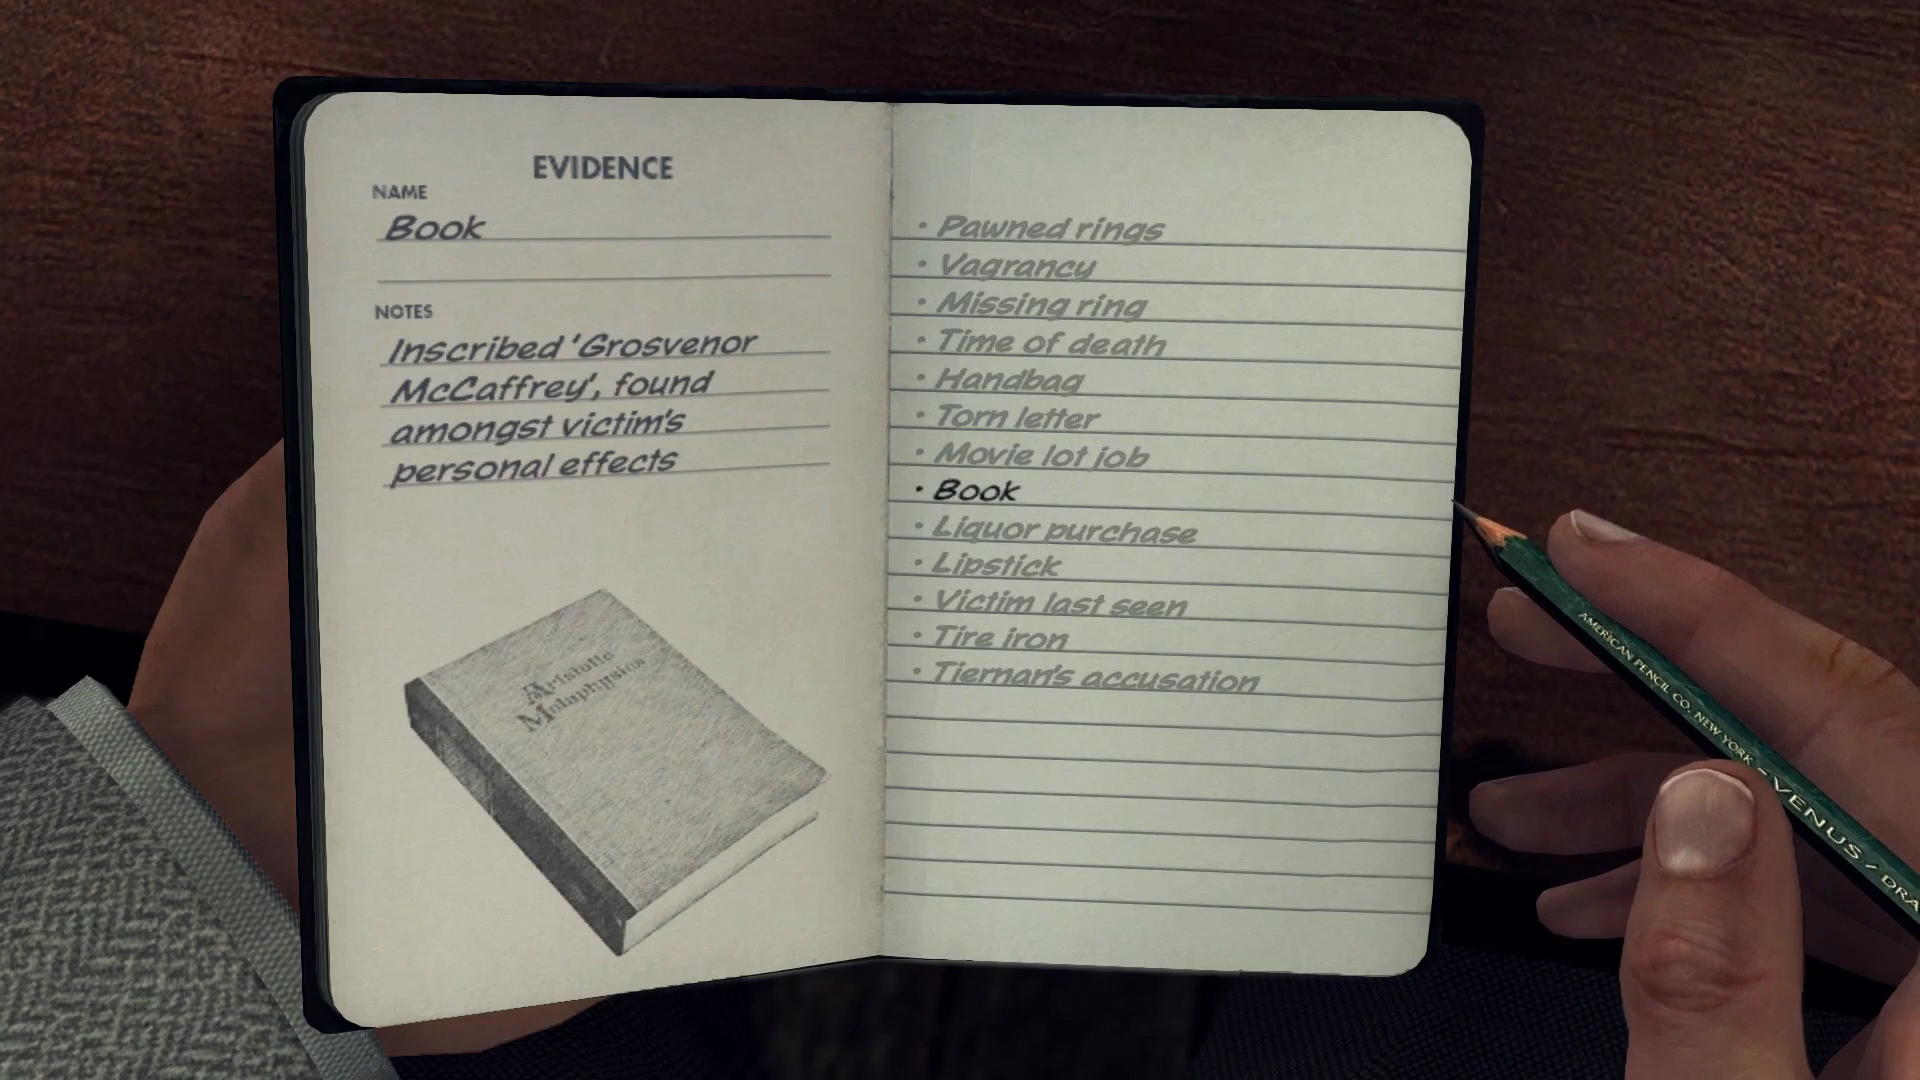 EVIDENCE
NAME
Book
NOTES
Inscribed 'Grosvenor
McCaffrey', found
amongst victim's
personal effects
Aristotle
Metaphysics
• Pawned rings
• Vagrancy
• Missing ring
• Time of death
• Handbag
• Torn letter
• Movie lot job
• Book
• Liquor purchase
• Lipstick
• Victim last seen
• Tire iron
• Tiernan's accusation
AMERICAN PENCIL CO. NEW YORK - VENUS / DRA